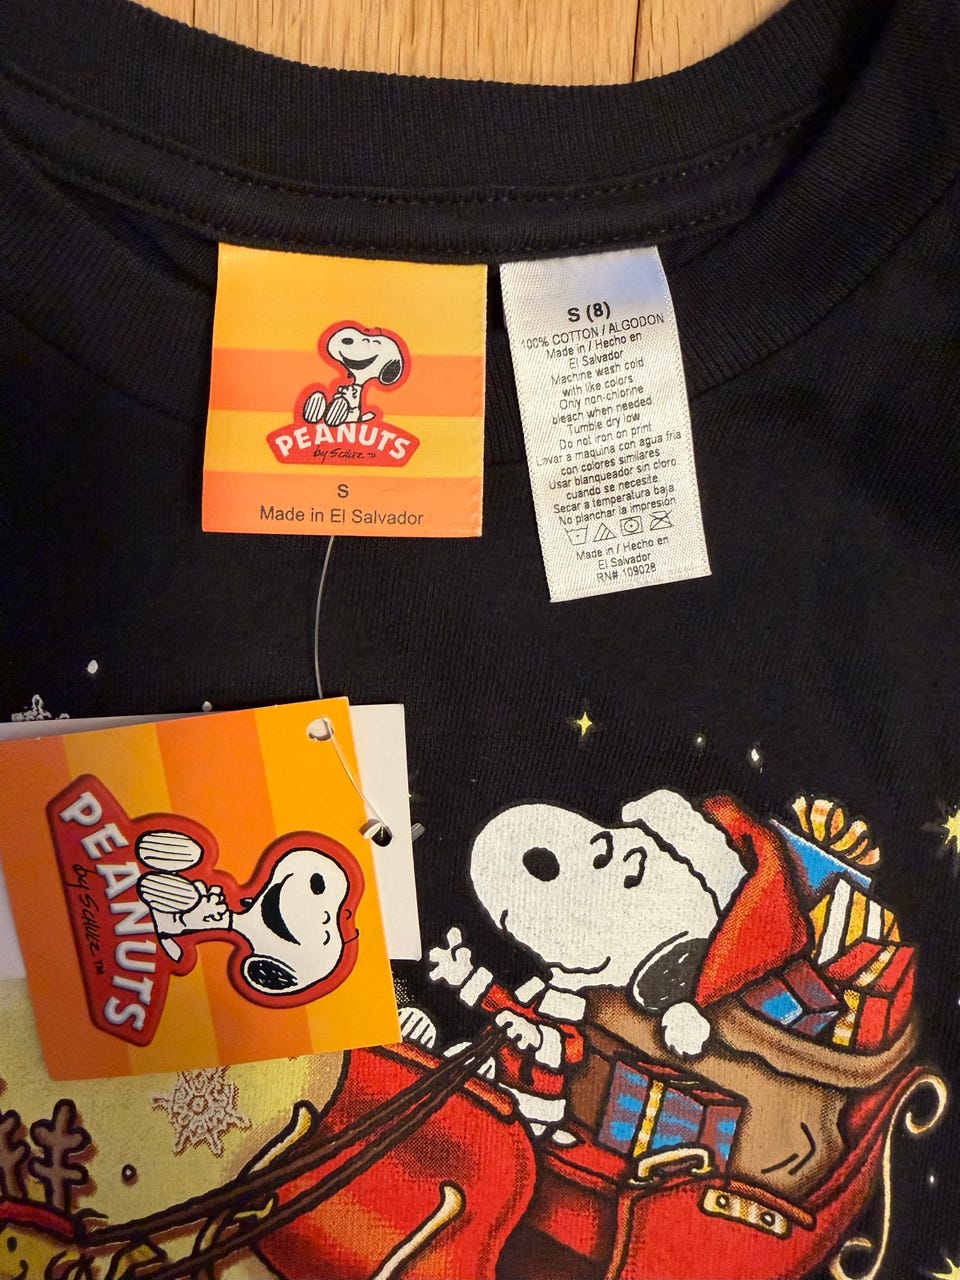 PEANUTS
by SCHULZ TM
S
Made in El Salvador
S (8)
100% COTTON / ALGODON
Made in / Hecho en
El Salvador
Machine wash cold
with like colors
Only non-chlorine
bleach when needed
Tumble dry low
Do not iron on print
Lavar a maquina con agua fria
con colores similares
Usar blanqueador sin cloro
cuando se necesite
Secar a temperatura baja
No planchar la impresión
Made in / Hecho en
El Salvador
RN# 109028
PEANUTS
by SCHULZ TM